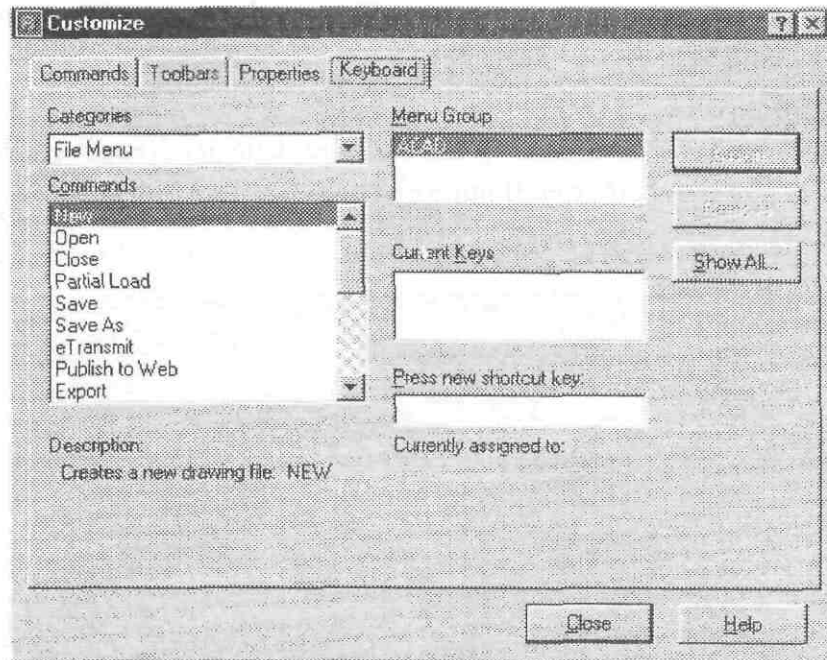 Customize
Commands Toolbars Properties Keyboard
Categories
File Menu
Commands
New
Open
Close
Partial Load
Save
Save As
eTransmit
Publish to Web
Export
Description:
Creates a new drawing file: NEW
Menu Group
ACAD
Current Keys
Press new shortcut key:
Currently assigned to:
Assign
Show All...
Close
Help